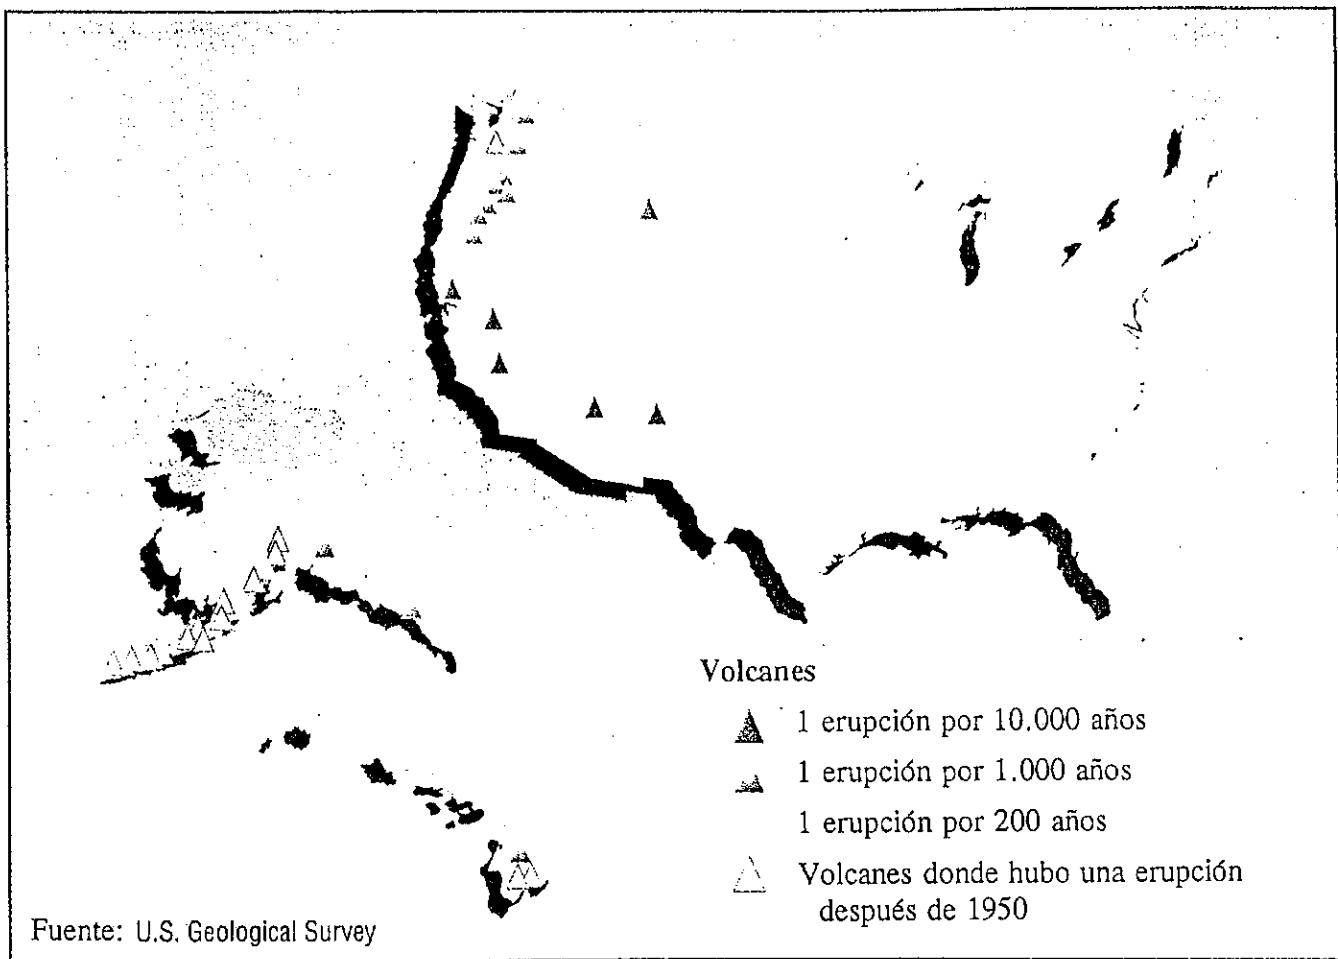 Volcanes
1 erupción por 10.000 años
1 erupción por 1.000 años
1 erupción por 200 años
Volcanes donde hubo una erupción
después de 1950
Fuente: U.S. Geological Survey